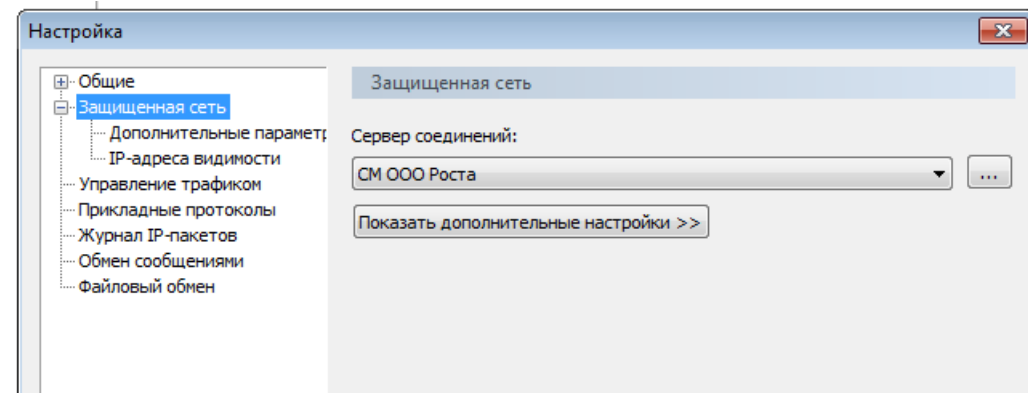 Настройка
Общие
Защищенная сеть
Дополнительные парамет
IP-адреса видимости
Управление трафиком
Прикладные протоколы
Журнал IP-пакетов
Обмен сообщениями
Файловый обмен
Защищенная сеть
Сервер соединений:
СМ ООО Роста
...
Показать дополнительные настройки >>